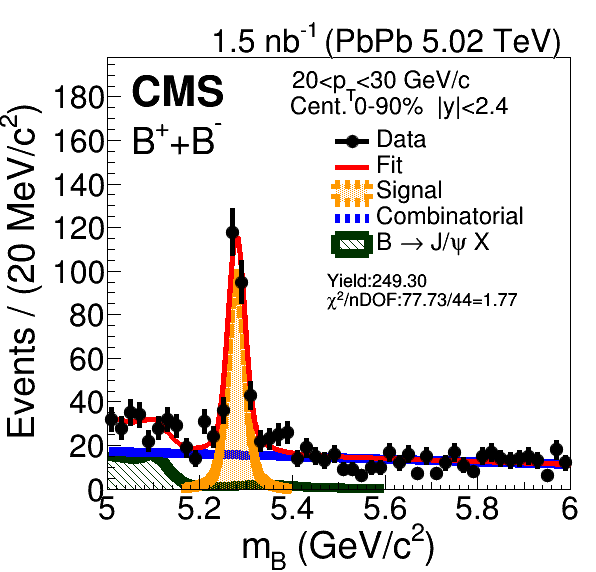 1.5 nb⁻¹ (PbPb 5.02 TeV)
CMS
B⁺+B⁻
20<p_T<30 GeV/c
Cent. 0-90% |y|<2.4
Data
Fit
Signal
Combinatorial
B → J/ψ X
Yield:249.30
χ²/nDOF:77.73/44=1.77
Events / (20 MeV/c²)
180
160
140
120
100
80
60
40
20
0
5 5.2 5.4 5.6 5.8 6
m_B (GeV/c²)